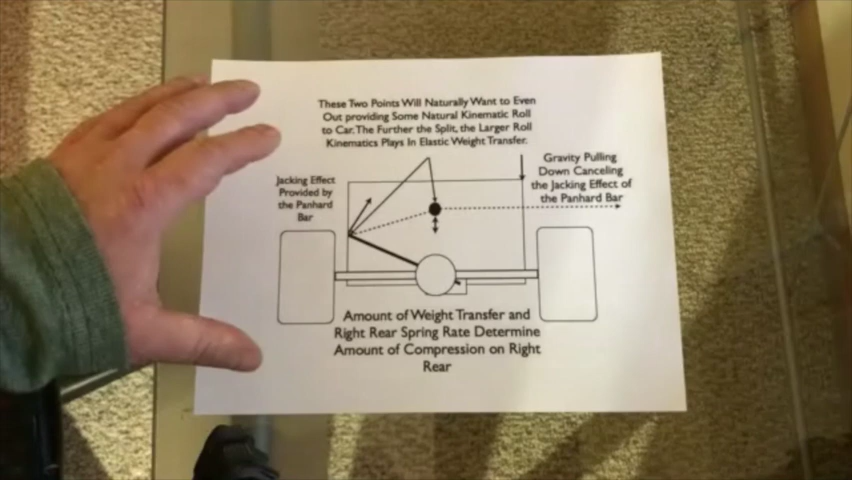 These Two Points Will Naturally Want to Even
Out providing Some Natural Kinematic Roll
to Car. The Further the Split, the Larger Roll
Kinematics Plays In Elastic Weight Transfer.
Jacking Effect
Provided by
the Panhard
Bar
Gravity Pulling
Down Canceling
the Jacking Effect of
the Panhard Bar
Amount of Weight Transfer and
Right Rear Spring Rate Determine
Amount of Compression on Right
Rear